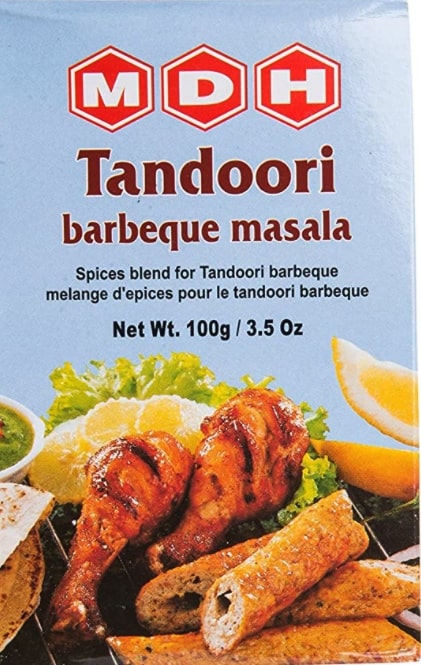 MDH
Tandoori
barbeque masala
Spices blend for Tandoori barbeque
melange d'epices pour le tandoori barbeque
Net Wt. 100g / 3.5 Oz